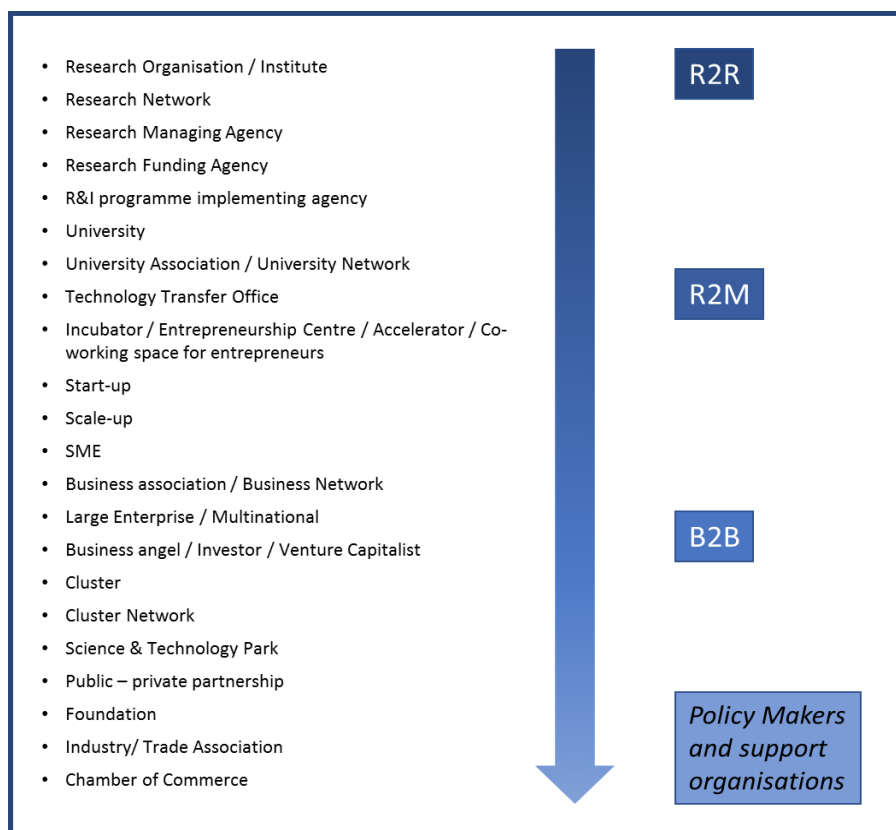 • Research Organisation / Institute
• Research Network
• Research Managing Agency
• Research Funding Agency
• R&I programme implementing agency
• University
• University Association / University Network
• Technology Transfer Office
• Incubator / Entrepreneurship Centre / Accelerator / Co-
working space for entrepreneurs
• Start-up
• Scale-up
• SME
• Business association / Business Network
• Large Enterprise / Multinational
• Business angel / Investor / Venture Capitalist
• Cluster
• Cluster Network
• Science & Technology Park
• Public – private partnership
• Foundation
• Industry/ Trade Association
• Chamber of Commerce
R2R
R2M
B2B
Policy Makers
and support
organisations